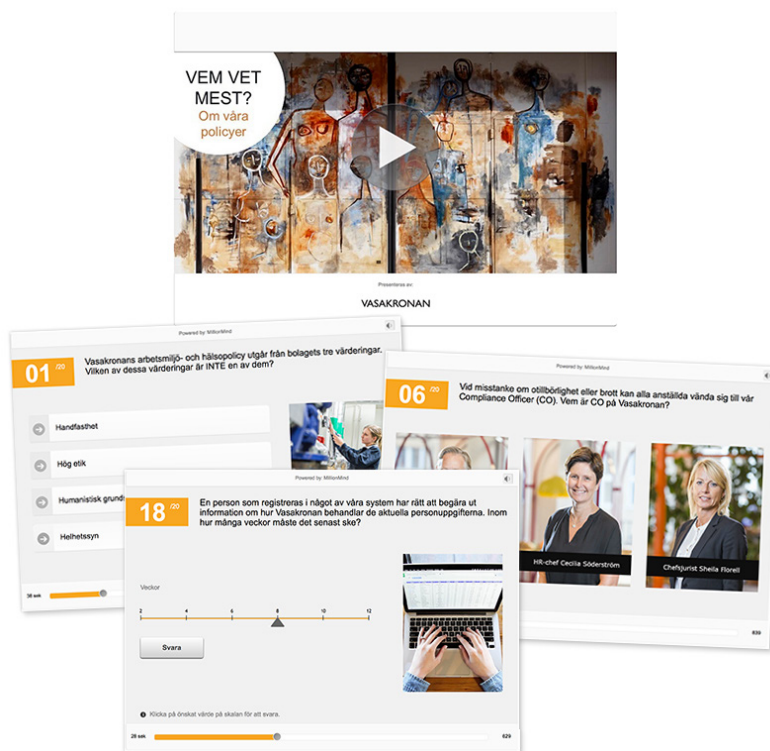 VEM VET
MEST?
Om våra
policyer
Presenteras av:
VASAKRONAN
Powered by: MillionMind
01 /20
Vasakronans arbetsmiljö- och hälsopolicy utgår från bolagets tre värderingar.
Vilken av dessa värderingar är INTE en av dem?
Handfasthet
Hög etik
Humanistisk
Helhetssyn
30 sek
Powered by: MillionMind
06 /20
Vid misstanke om otillbörlighet eller brott kan alla anställda vända sig till vår
Compliance Officer (CO). Vem är CO på Vasakronan?
HR-chef Cecilia Söderström
Chefsjurist Sheila Florell
639
Powered by: MillionMind
18 /20
En person som registreras i något av våra system har rätt att begära ut
information om hur Vasakronan behandlar de aktuella personuppgifterna. Inom
hur många veckor måste det senast ske?
Veckor
2 4 6 8 10 12
Svara
Klicka på önskat värde på skalan för att svara.
28 sek
629